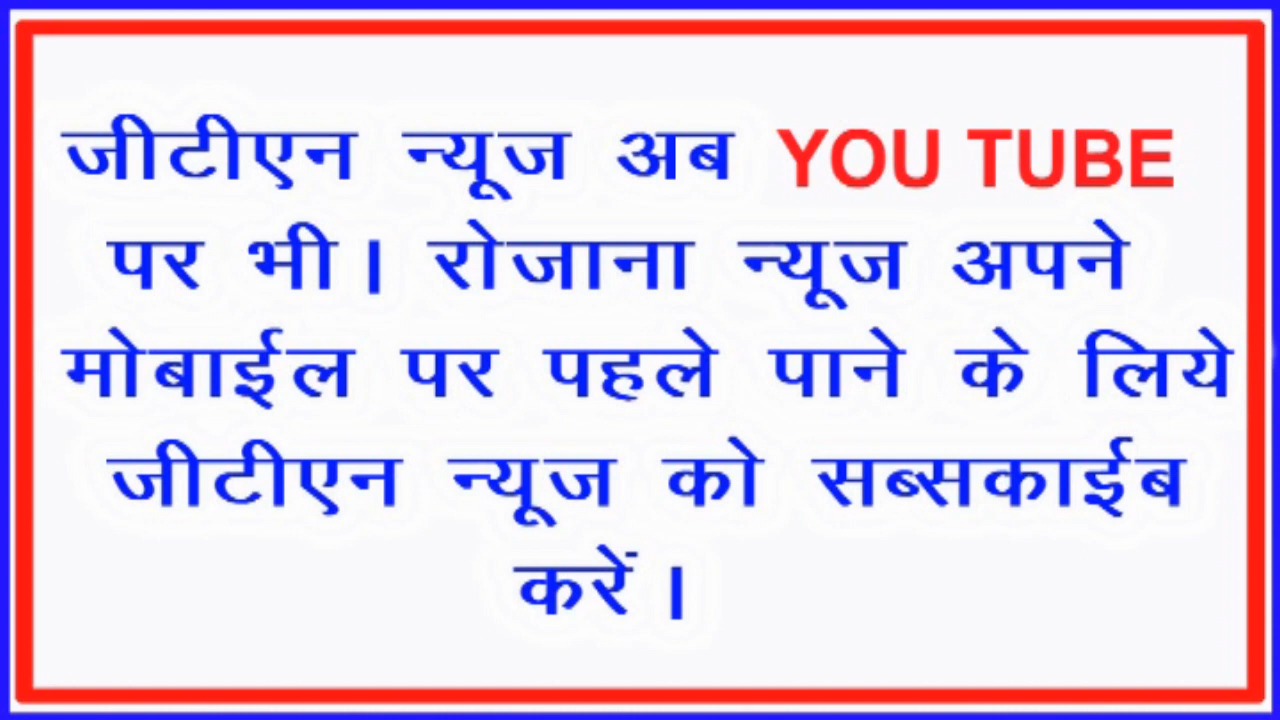 जीटीएन न्यूज अब YOU TUBE
पर भी। रोजाना न्यूज अपने
मोबाईल पर पहले पाने के लिये
जीटीएन न्यूज को सब्सकाईब
करें ।